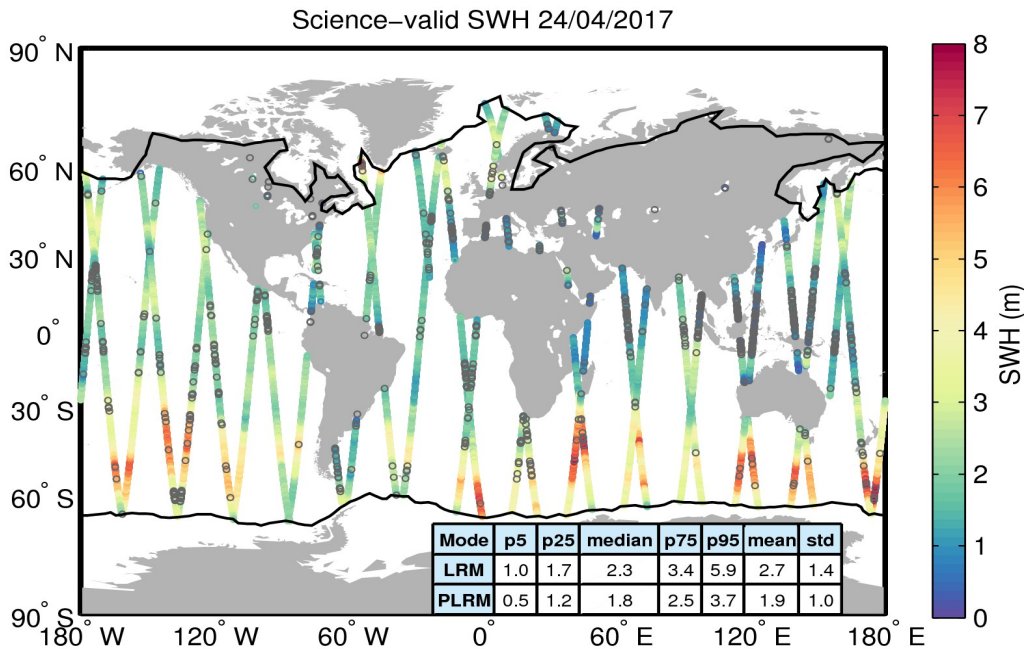 Science−valid SWH 24/04/2017
90° N
60° N
30° N
0°
30° S
60° S
90° S
180° W
120° W
60° W
0°
60° E
120° E
180° E
8
7
6
5
4
3
2
1
0
SWH (m)
Mode p5 p25 median p75 p95 mean std
LRM 1.0 1.7 2.3 3.4 5.9 2.7 1.4
PLRM 0.5 1.2 1.8 2.5 3.7 1.9 1.0